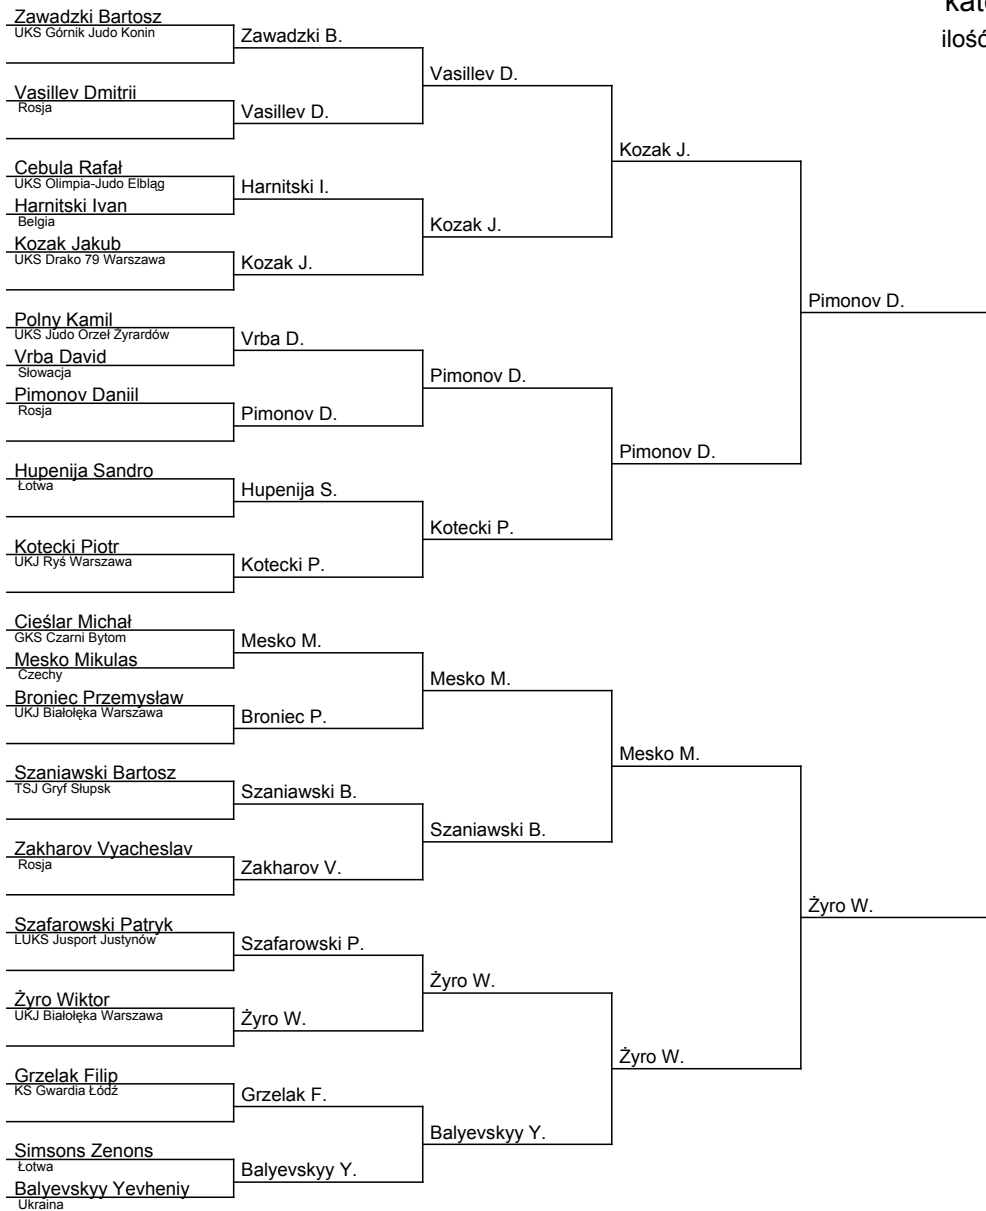 kat
ilość
Zawadzki Bartosz
UKS Górnik Judo Konin
Zawadzki B.
Vasillev D.
Vasillev Dmitrii
Rosja
Vasillev D.
Kozak J.
Cebula Rafał
UKS Olimpia-Judo Elbląg
Harnitski I.
Harnitski Ivan
Belgia
Kozak J.
Kozak Jakub
UKS Drako 79 Warszawa
Kozak J.
Pimonov D.
Polny Kamil
UKS Judo Orzeł Żyrardów
Vrba D.
Vrba David
Słowacja
Pimonov D.
Pimonov Daniil
Rosja
Pimonov D.
Pimonov D.
Hupenija Sandro
Łotwa
Hupenija S.
Kotecki P.
Kotecki Piotr
UKJ Ryś Warszawa
Kotecki P.
Cieślar Michał
GKS Czarni Bytom
Mesko M.
Mesko Mikulas
Czechy
Mesko M.
Broniec Przemysław
UKJ Białołęka Warszawa
Broniec P.
Mesko M.
Szaniawski Bartosz
TSJ Gryf Słupsk
Szaniawski B.
Szaniawski B.
Zakharov Vyacheslav
Rosja
Zakharov V.
Żyro W.
Szafarowski Patryk
LUKS Jusport Justynów
Szafarowski P.
Żyro W.
Żyro Wiktor
UKJ Białołęka Warszawa
Żyro W.
Żyro W.
Grzelak Filip
KS Gwardia Łódź
Grzelak F.
Balyevskyy Y.
Simsons Zenons
Łotwa
Balyevskyy Y.
Balyevskyy Yevheniy
Ukraina